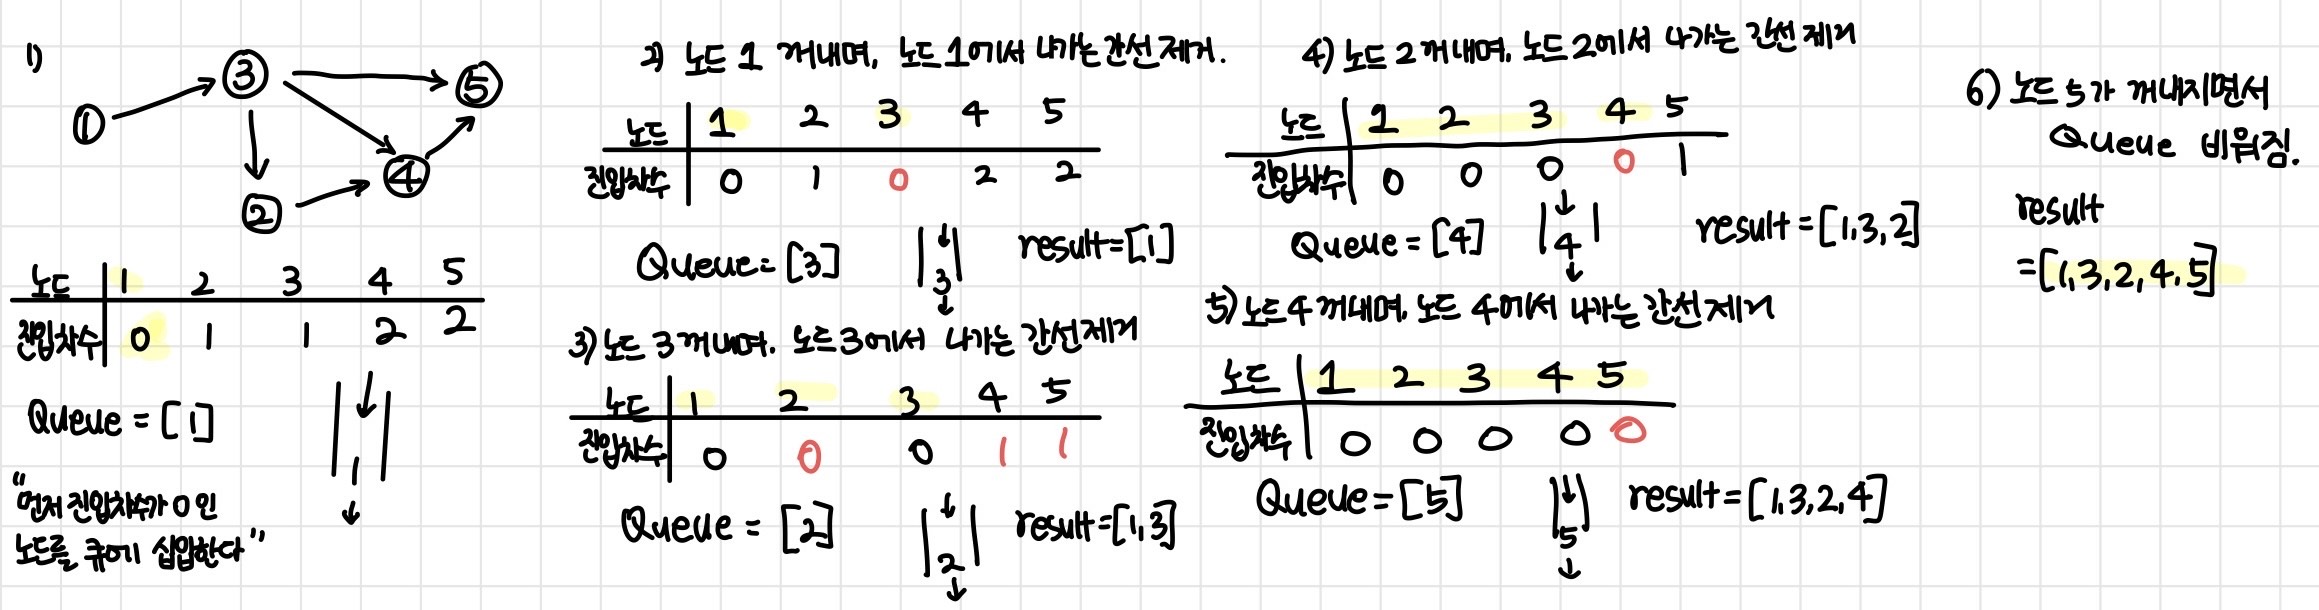 1)
① ③ ⑤
④
②
노드 1 2 3 4 5
진입차수 0 1 1 2 2
Queue = [1]
1
"먼저 진입차수가 0인
노드를 큐에 십입한다"
2) 노드 1 꺼내며, 노드 1에서 나가는 간선 제거.
노드 1 2 3 4 5
진입차수 0 1 0 2 2
Queue = [3]
3
result=[1]
3) 노드 3 꺼내며. 노드 3에서 나가는 간선 제거
노드 1 2 3 4 5
진입차수 0 0 0 1 1
Queue = [2]
2
result=[1,3]
4) 노드 2 꺼내며, 노드 2에서 나가는 간선 제거
노드 1 2 3 4 5
진입차수 0 0 0 0 1
Queue = [4]
4
result = [1,3,2]
5) 노드 4 꺼내며, 노드 4에서 나가는 간선 제거
노드 1 2 3 4 5
진입차수 0 0 0 0 0
Queue = [5]
5
result = [1,3,2,4]
6) 노드 5가 꺼내지면서
Queue 비워짐.
result
=[1,3,2,4,5]